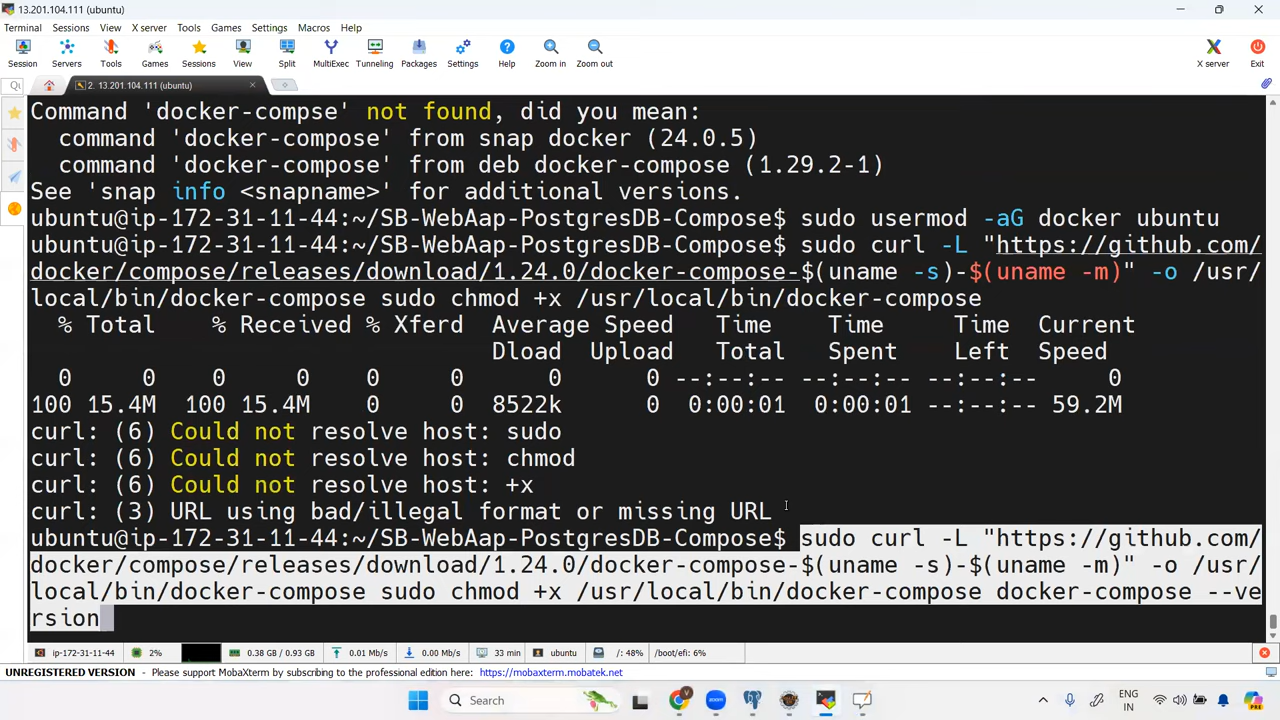 13.201.104.111 (ubuntu)
Terminal Sessions View X server Tools Games Settings Macros Help
Session Servers Tools Games Sessions View Split MultiExec Tunneling Packages Settings Help Zoom in Zoom out X server Exit
2. 13.201.104.111 (ubuntu)
Command 'docker-compse' not found, did you mean:
command 'docker-compose' from snap docker (24.0.5)
command 'docker-compose' from deb docker-compose (1.29.2-1)
See 'snap info <snapname>' for additional versions.
ubuntu@ip-172-31-11-44:~/SB-WebAap-PostgresDB-Compose$ sudo usermod -aG docker ubuntu
ubuntu@ip-172-31-11-44:~/SB-WebAap-PostgresDB-Compose$ sudo curl -L "https://github.com/
docker/compose/releases/download/1.24.0/docker-compose-$(uname -s)-$(uname -m)" -o /usr/
local/bin/docker-compose sudo chmod +x /usr/local/bin/docker-compose
% Total % Received % Xferd Average Speed Time Time Time Current
Dload Upload Total Spent Left Speed
0 0 0 0 0 0 0 0 --:--:-- --:--:-- --:--:-- 0
100 15.4M 100 15.4M 0 0 8522k 0 0:00:01 0:00:01 --:--:-- 59.2M
curl: (6) Could not resolve host: sudo
curl: (6) Could not resolve host: chmod
curl: (6) Could not resolve host: +x
curl: (3) URL using bad/illegal format or missing URL
ubuntu@ip-172-31-11-44:~/SB-WebAap-PostgresDB-Compose$ sudo curl -L "https://github.com/
docker/compose/releases/download/1.24.0/docker-compose-$(uname -s)-$(uname -m)" -o /usr/
local/bin/docker-compose sudo chmod +x /usr/local/bin/docker-compose docker-compose --ve
rsion
ip-172-31-11-44 2% 0.38 GB / 0.93 GB 0.01 Mb/s 0.00 Mb/s 33 min ubuntu /: 48% /boot/efi: 6%
UNREGISTERED VERSION - Please support MobaXterm by subscribing to the professional edition here: https://mobaxterm.mobatek.net
Search
ENG
IN